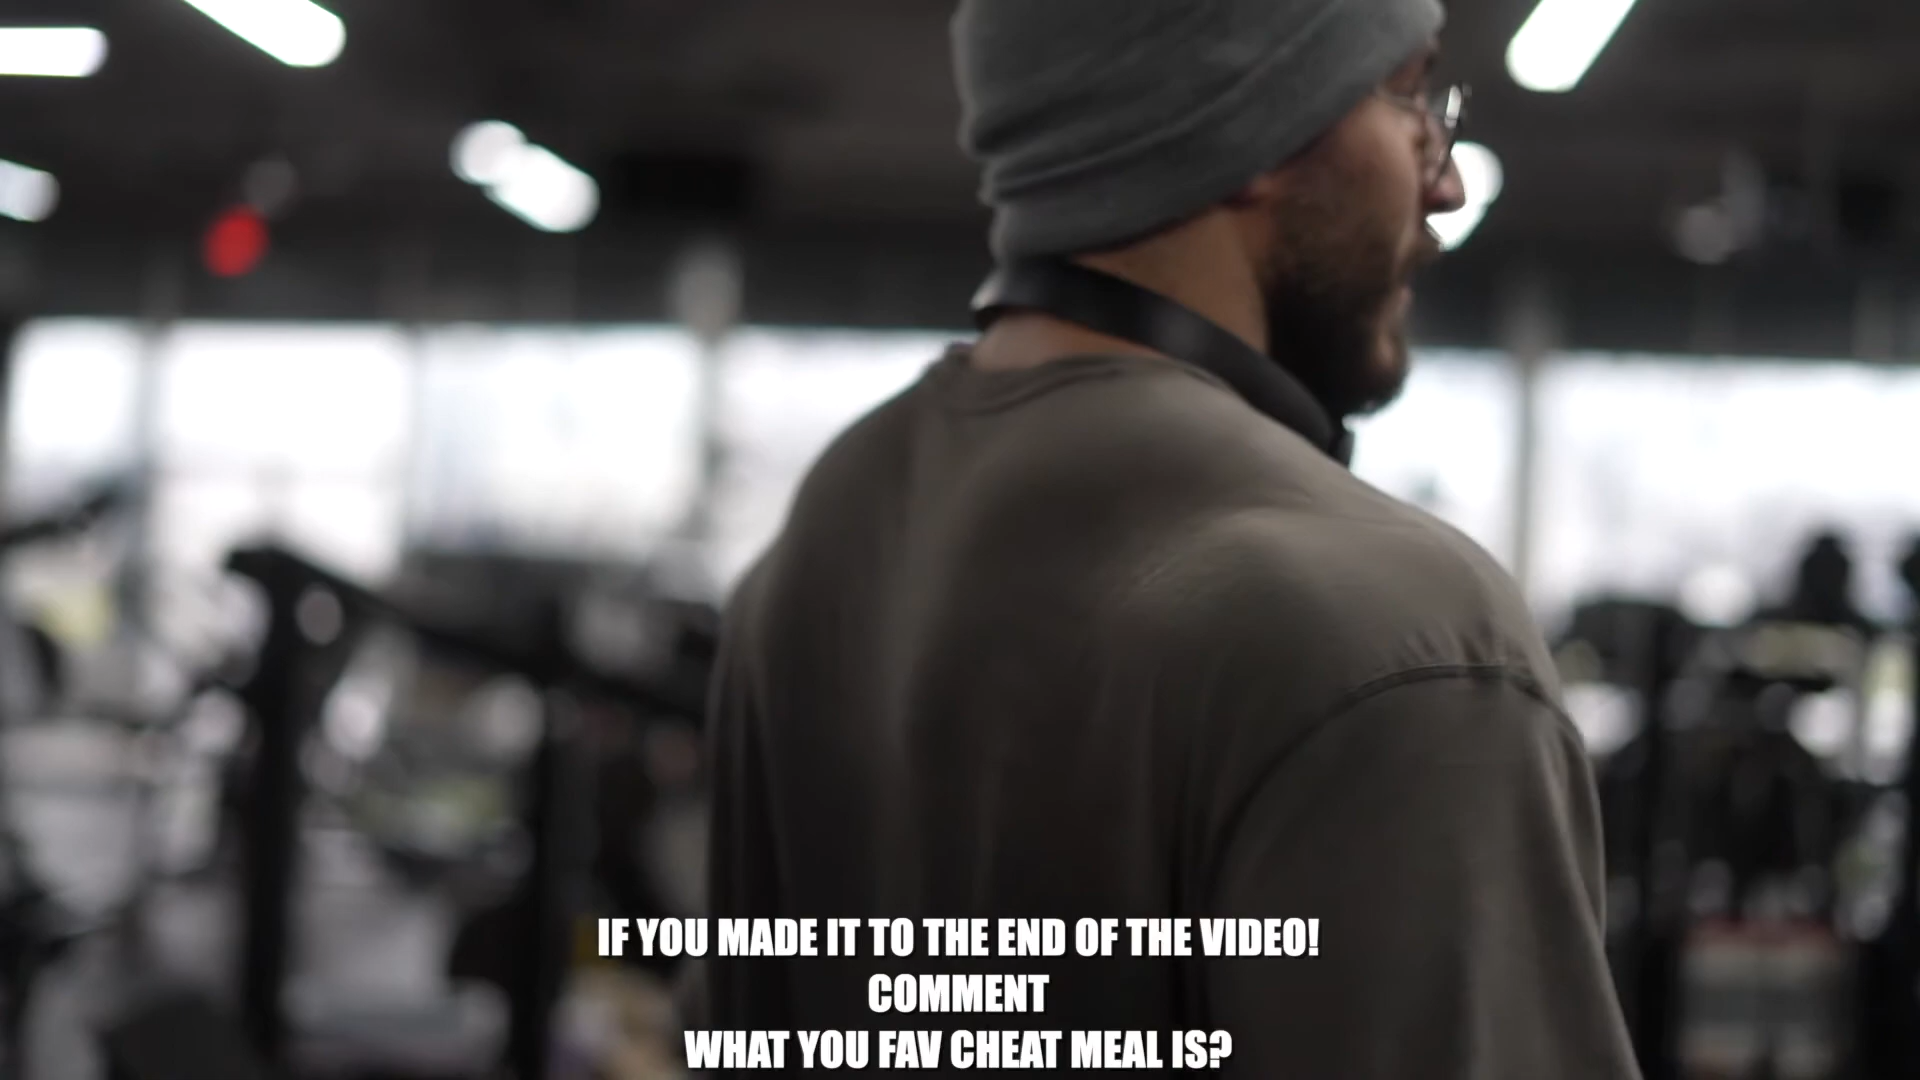 IF YOU MADE IT TO THE END OF THE VIDEO!
COMMENT
WHAT YOU FAV CHEAT MEAL IS?